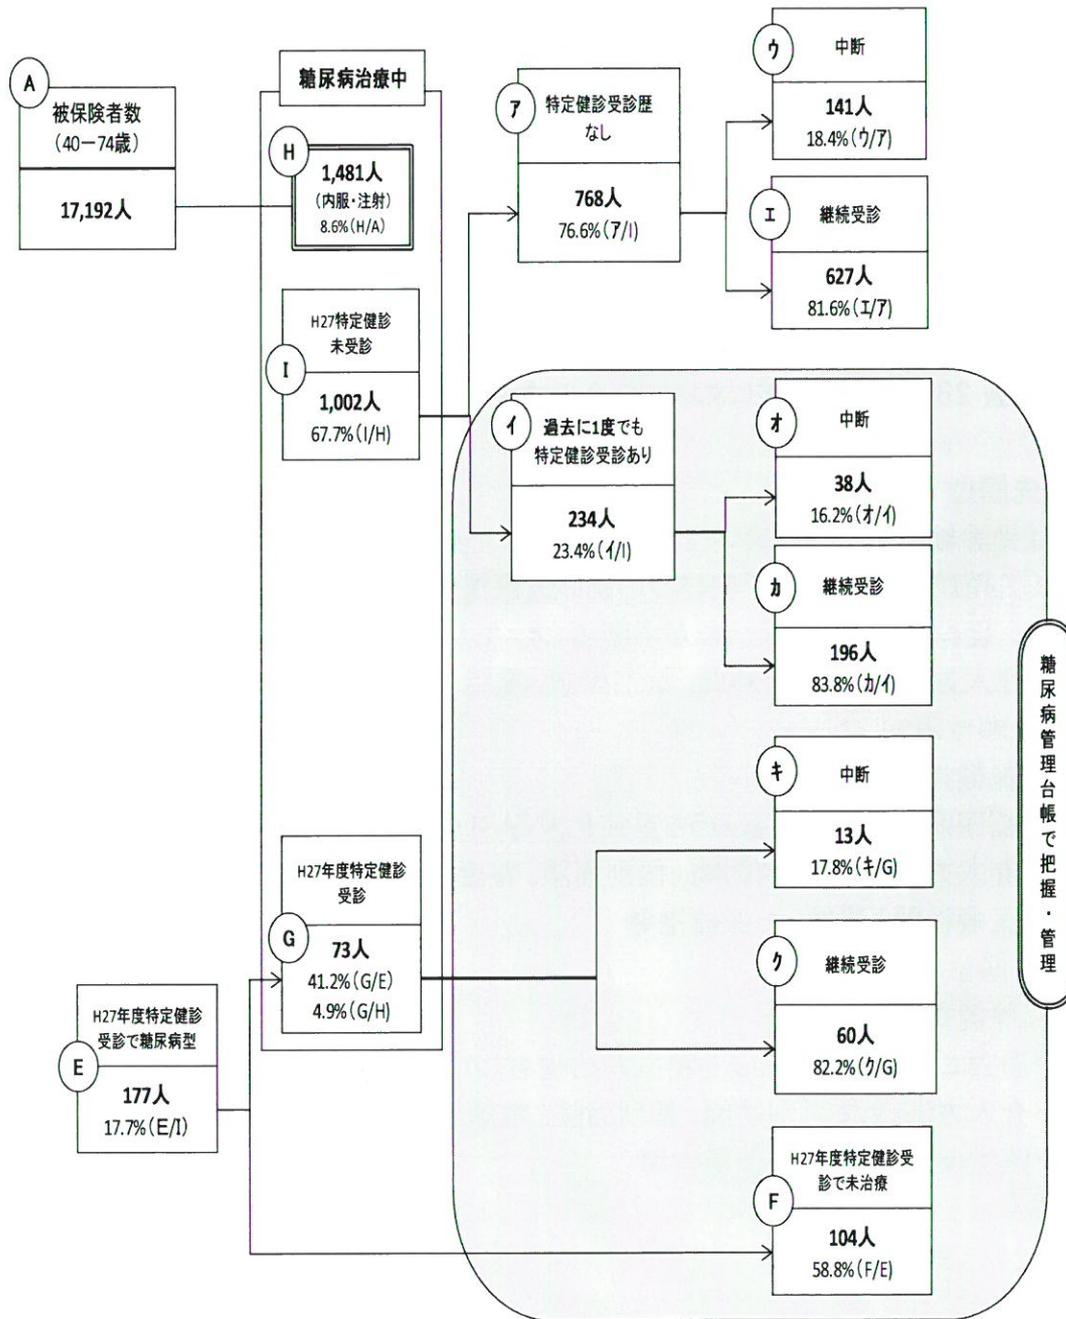 A
被保険者数
(40－74歳)
17,192人
糖尿病治療中
H
1,481人
(内服・注射)
8.6%(H/A)
I
H27特定健診
未受診
1,002人
67.7%(I/H)
ア
特定健診受診歴
なし
768人
76.6%(ア/I)
ウ
中断
141人
18.4%(ウ/ア)
エ
継続受診
627人
81.6%(エ/ア)
イ
過去に1度でも
特定健診受診あり
234人
23.4%(イ/I)
オ
中断
38人
16.2%(オ/イ)
カ
継続受診
196人
83.8%(カ/イ)
キ
中断
13人
17.8%(キ/G)
G
H27年度特定健診
受診
73人
41.2%(G/E)
4.9%(G/H)
ク
継続受診
60人
82.2%(ク/G)
E
H27年度特定健診
受診で糖尿病型
177人
17.7%(E/I)
F
H27年度特定健診受
診で未治療
104人
58.8%(F/E)
糖尿病管理台帳で把握・管理